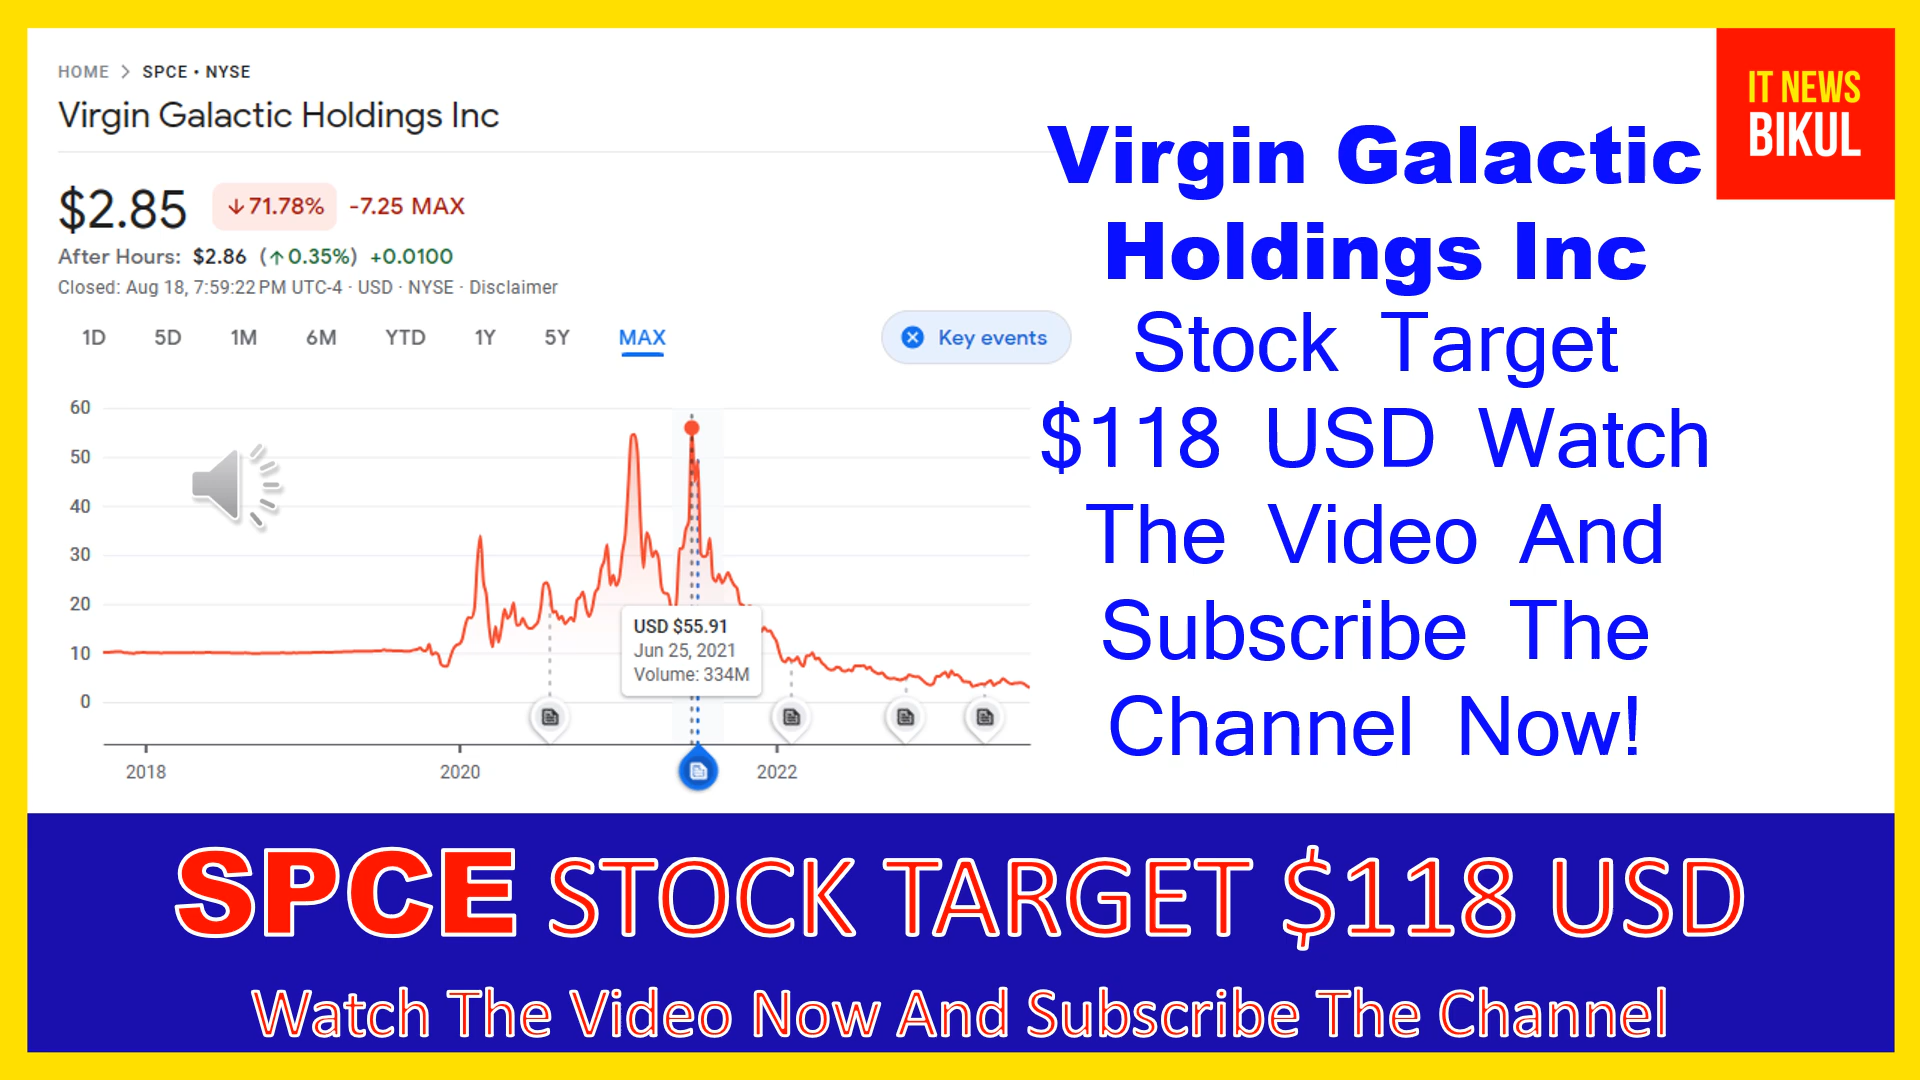 HOME > SPCE • NYSE
Virgin Galactic Holdings Inc
$2.85 ↓71.78% -7.25 MAX
After Hours: $2.86 (↑0.35%) +0.0100
Closed: Aug 18, 7:59:22 PM UTC-4 · USD · NYSE · Disclaimer
1D 5D 1M 6M YTD 1Y 5Y MAX
Key events
60
50
40
30
20
10
0
USD $55.91
Jun 25, 2021
Volume: 334M
2018 2020 2022
IT NEWS
BIKUL
Virgin Galactic
Holdings Inc
Stock Target
$118 USD Watch
The Video And
Subscribe The
Channel Now!
SPCE STOCK TARGET $118 USD
Watch The Video Now And Subscribe The Channel